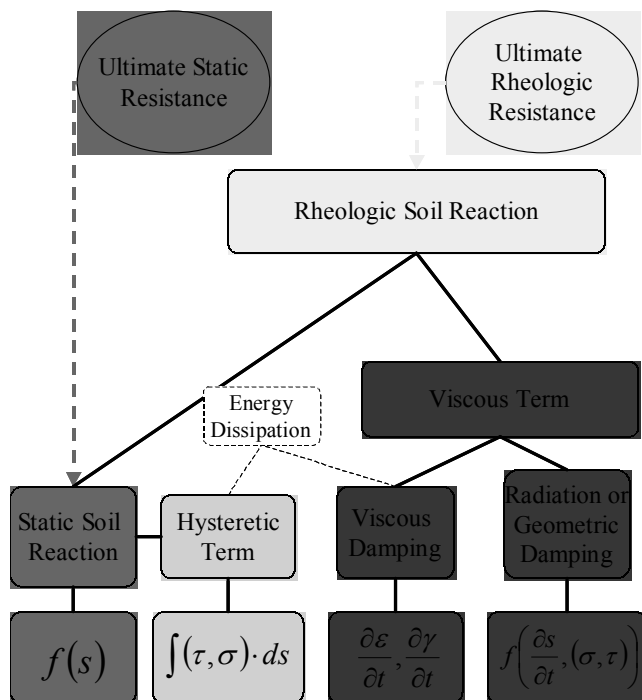 Ultimate Static
Resistance
Ultimate
Rheologic
Resistance
Rheologic Soil Reaction
Viscous Term
Energy
Dissipation
Static Soil
Reaction
Hysteretic
Term
Viscous
Damping
Radiation or
Geometric
Damping
f(s)
∫(τ,σ)·ds
∂ε/∂t, ∂γ/∂t
f(∂s/∂t,(σ,τ))